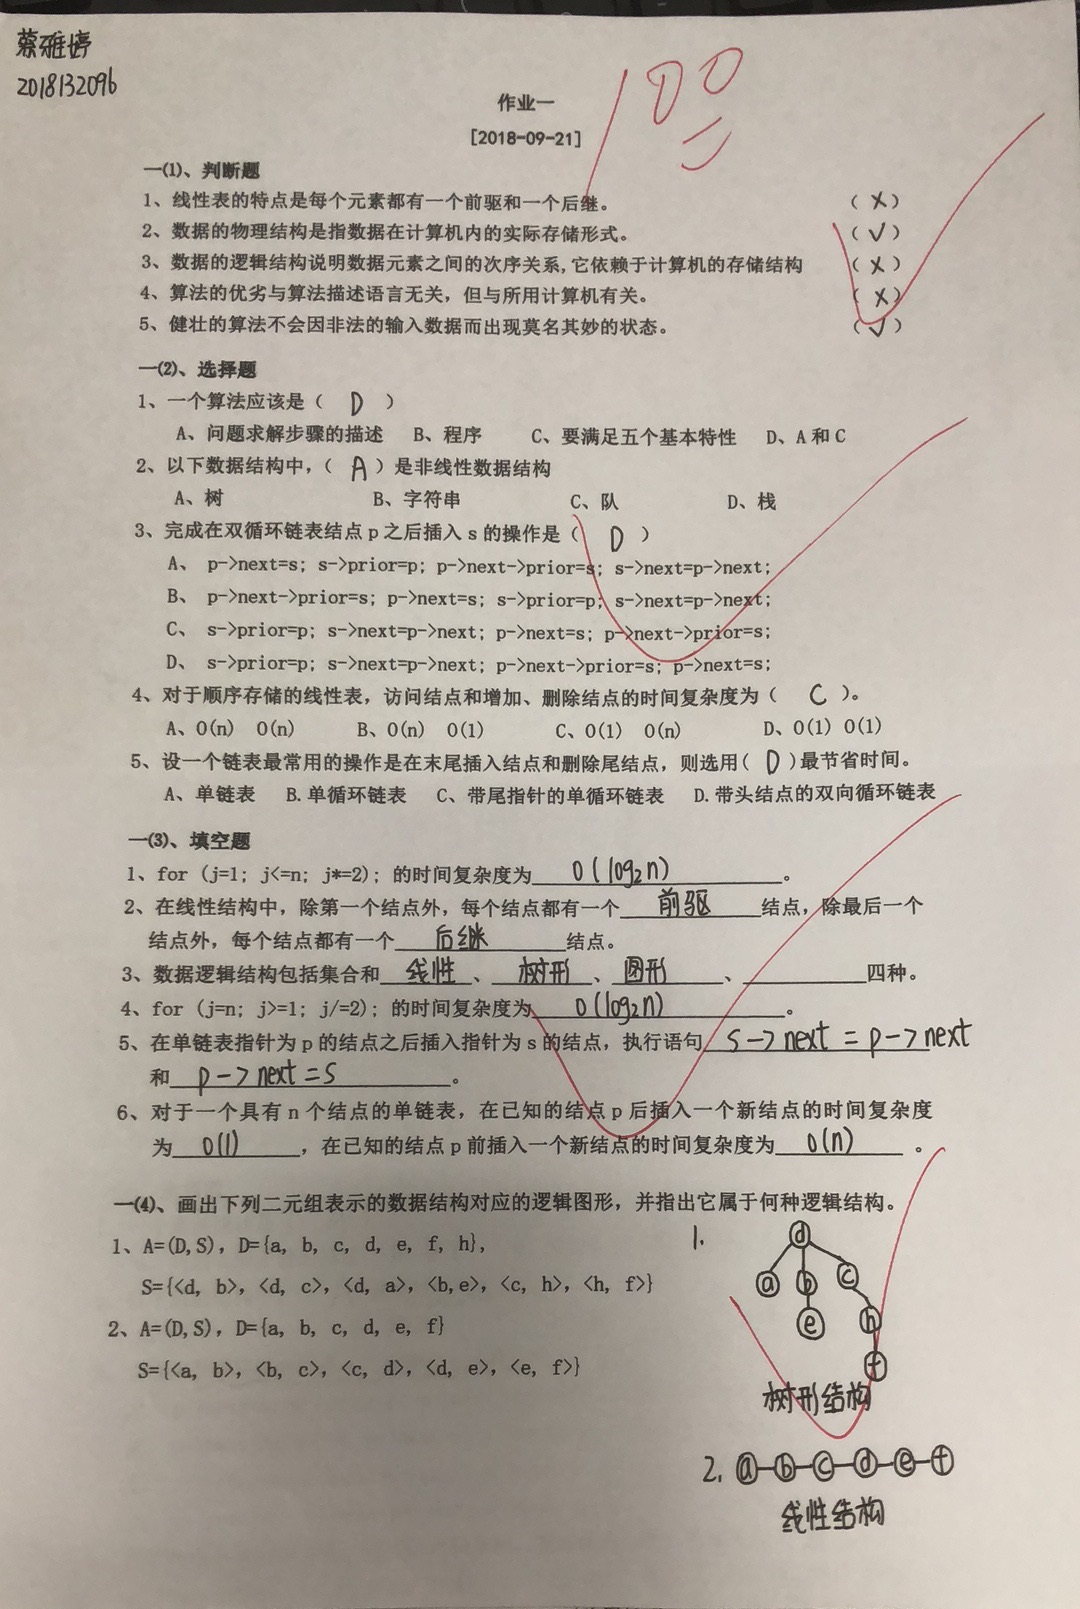 蔡雅婷
2018132096
100
作业一
[2018-09-21]
一⑴、判断题
1、线性表的特点是每个元素都有一个前驱和一个后继。 (×)
2、数据的物理结构是指数据在计算机内的实际存储形式。 (√)
3、数据的逻辑结构说明数据元素之间的次序关系,它依赖于计算机的存储结构 (×)
4、算法的优劣与算法描述语言无关，但与所用计算机有关。 (×)
5、健壮的算法不会因非法的输入数据而出现莫名其妙的状态。 (√)
一⑵、选择题
1、一个算法应该是（ D ）
A、问题求解步骤的描述 B、程序 C、要满足五个基本特性 D、A和C
2、以下数据结构中，（ A ）是非线性数据结构
A、树 B、字符串 C、队 D、栈
3、完成在双循环链表结点p之后插入s的操作是（ D ）
A、 p->next=s; s->prior=p; p->next->prior=s; s->next=p->next;
B、 p->next->prior=s; p->next=s; s->prior=p; s->next=p->next;
C、 s->prior=p; s->next=p->next; p->next=s; p->next->prior=s;
D、 s->prior=p; s->next=p->next; p->next->prior=s; p->next=s;
4、对于顺序存储的线性表，访问结点和增加、删除结点的时间复杂度为（ C ）。
A、O(n) O(n) B、O(n) O(1) C、O(1) O(n) D、O(1) O(1)
5、设一个链表最常用的操作是在末尾插入结点和删除尾结点，则选用( D )最节省时间。
A、单链表 B.单循环链表 C、带尾指针的单循环链表 D.带头结点的双向循环链表
一⑶、填空题
1、for (j=1; j<=n; j*=2); 的时间复杂度为 O(log₂n) 。
2、在线性结构中，除第一个结点外，每个结点都有一个 前驱 结点，除最后一个
结点外，每个结点都有一个 后继 结点。
3、数据逻辑结构包括集合和 线性 、 树形 、 图形 、 四种。
4、for (j=n; j>=1; j/=2); 的时间复杂度为 O(log₂n) 。
5、在单链表指针为p的结点之后插入指针为s的结点，执行语句 s->next=p->next
和 p->next=s 。
6、对于一个具有n个结点的单链表，在已知的结点p后插入一个新结点的时间复杂度
为 O(1) ，在已知的结点p前插入一个新结点的时间复杂度为 O(n) 。
一⑷、画出下列二元组表示的数据结构对应的逻辑图形，并指出它属于何种逻辑结构。
1、A=(D,S)，D={a, b, c, d, e, f, h}，
S={<d, b>, <d, c>, <d, a>, <b,e>, <c, h>, <h, f>}
2、A=(D,S)，D={a, b, c, d, e, f}
S={<a, b>, <b, c>, <c, d>, <d, e>, <e, f>}
1.
d
a b c
e h
f
树形结构
2. a b c d e f
线性结构